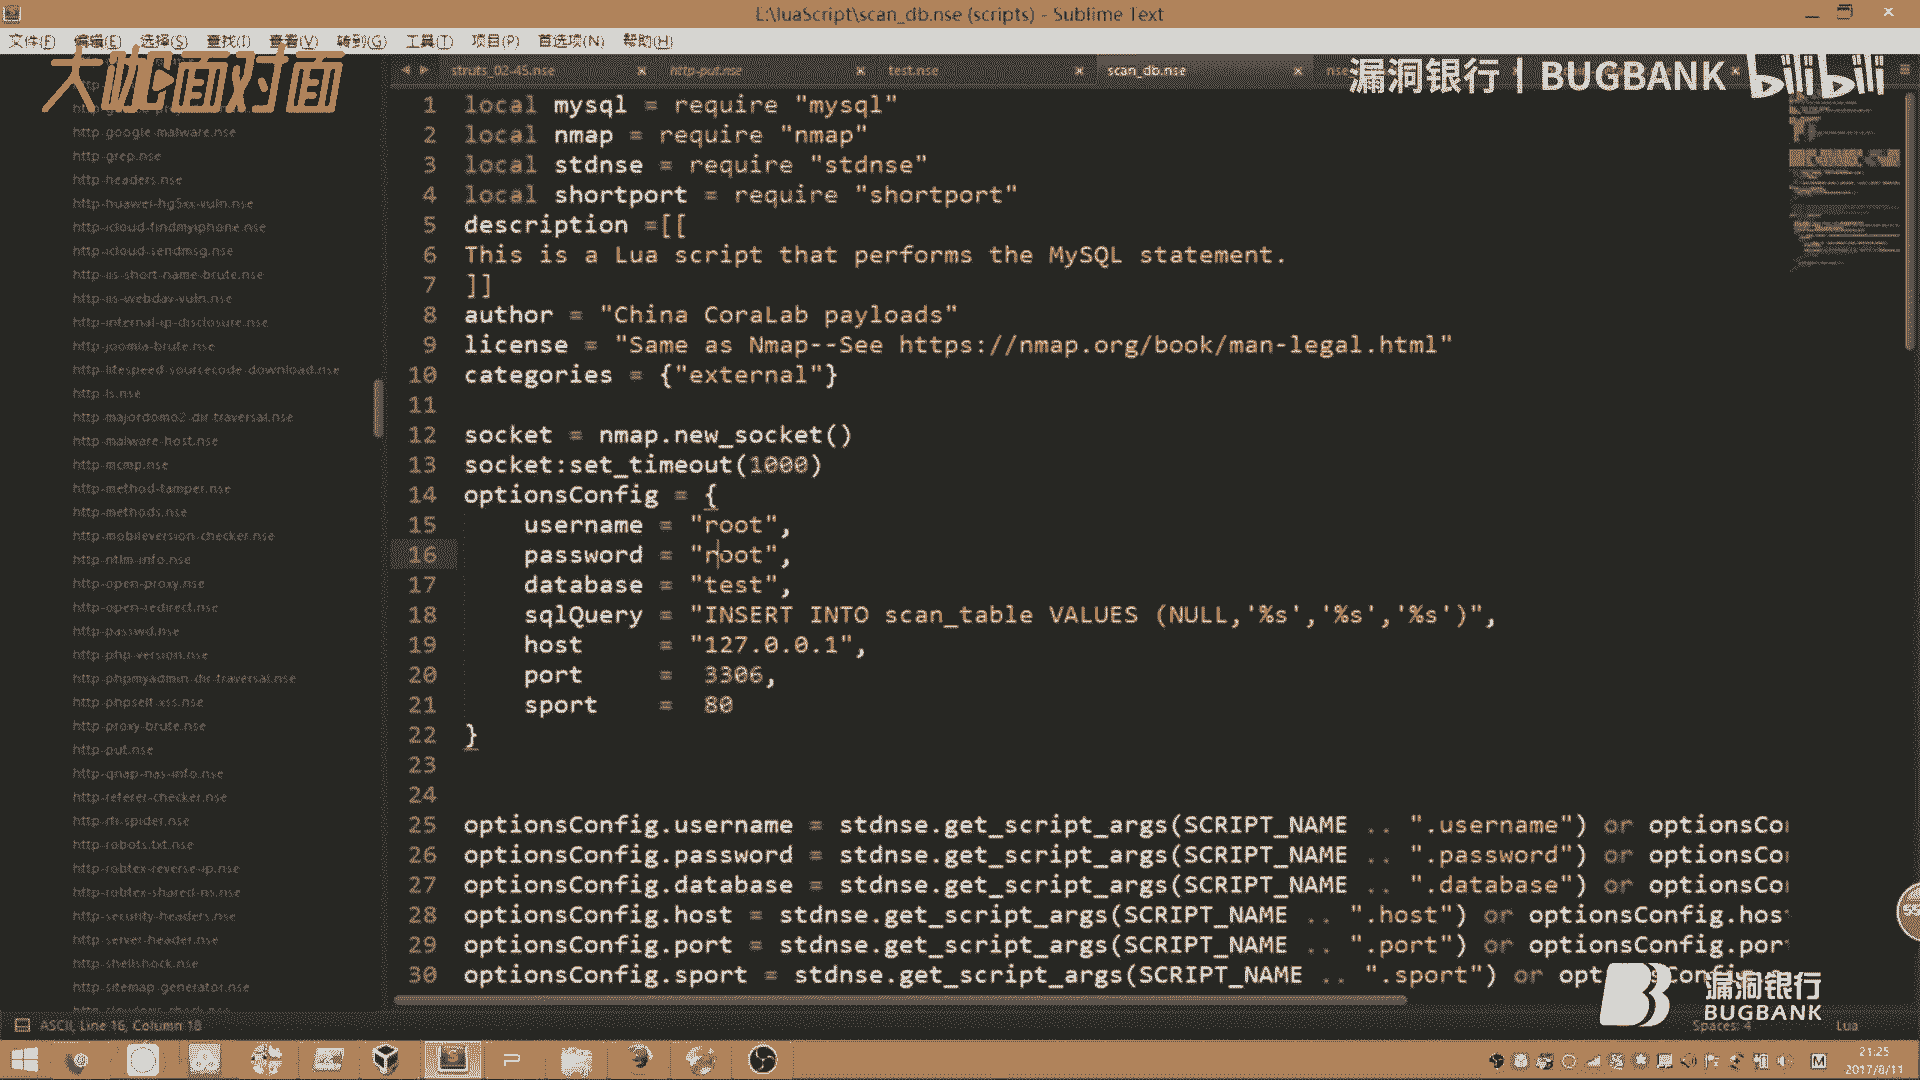 L:\luaScript\scan_db.nse (scripts) - Sublime Text
文件(F) 编辑(E) 选择(S) 查找(I) 查看(V) 转到(G) 工具(T) 项目(P) 首选项(N) 帮助(H)
大咖面对面
漏洞银行 | BUGBANK bilibili
struts_02-45.nse http-put.nse test.nse scan_db.nse
http-google-malware.nse
http-grep.nse
http-headers.nse
http-huawei-hg5xx-vuln.nse
http-icloud-findmyiphone.nse
http-icloud-sendmsg.nse
http-iis-short-name-brute.nse
http-iis-webdav-vuln.nse
http-internal-ip-disclosure.nse
http-joomla-brute.nse
http-litespeed-sourcecode-download.nse
http-ls.nse
http-majordomo2-dir-traversal.nse
http-malware-host.nse
http-mcmp.nse
http-method-tamper.nse
http-methods.nse
http-mobileversion-checker.nse
http-ntlm-info.nse
http-open-proxy.nse
http-open-redirect.nse
http-passwd.nse
http-php-version.nse
http-phpmyadmin-dir-traversal.nse
http-phpself-xss.nse
http-proxy-brute.nse
http-put.nse
http-qnap-nas-info.nse
http-referer-checker.nse
http-rfi-spider.nse
http-robots.txt.nse
http-robtex-reverse-ip.nse
http-robtex-shared-ns.nse
http-security-headers.nse
http-server-header.nse
http-shellshock.nse
http-sitemap-generator.nse
1 local mysql = require "mysql"
2 local nmap = require "nmap"
3 local stdnse = require "stdnse"
4 local shortport = require "shortport"
5 description =[[
6 This is a Lua script that performs the MySQL statement.
7 ]]
8 author = "China CoraLab payloads"
9 license = "Same as Nmap--See https://nmap.org/book/man-legal.html"
10 categories = {"external"}
11
12 socket = nmap.new_socket()
13 socket:set_timeout(1000)
14 optionsConfig = {
15 username = "root",
16 password = "root",
17 database = "test",
18 sqlQuery = "INSERT INTO scan_table VALUES (NULL,'%s','%s','%s')",
19 host = "127.0.0.1",
20 port = 3306,
21 sport = 80
22 }
23
24
25 optionsConfig.username = stdnse.get_script_args(SCRIPT_NAME .. ".username") or optionsCo
26 optionsConfig.password = stdnse.get_script_args(SCRIPT_NAME .. ".password") or optionsCo
27 optionsConfig.database = stdnse.get_script_args(SCRIPT_NAME .. ".database") or optionsCo
28 optionsConfig.host = stdnse.get_script_args(SCRIPT_NAME .. ".host") or optionsConfig.hos
29 optionsConfig.port = stdnse.get_script_args(SCRIPT_NAME .. ".port") or optionsConfig.por
30 optionsConfig.sport = stdnse.get_script_args(SCRIPT_NAME .. ".sport") or
漏洞银行
BUGBANK
ASCII, Line 16, Column 18
Spaces: 4
Lua
21:25
2017/8/11